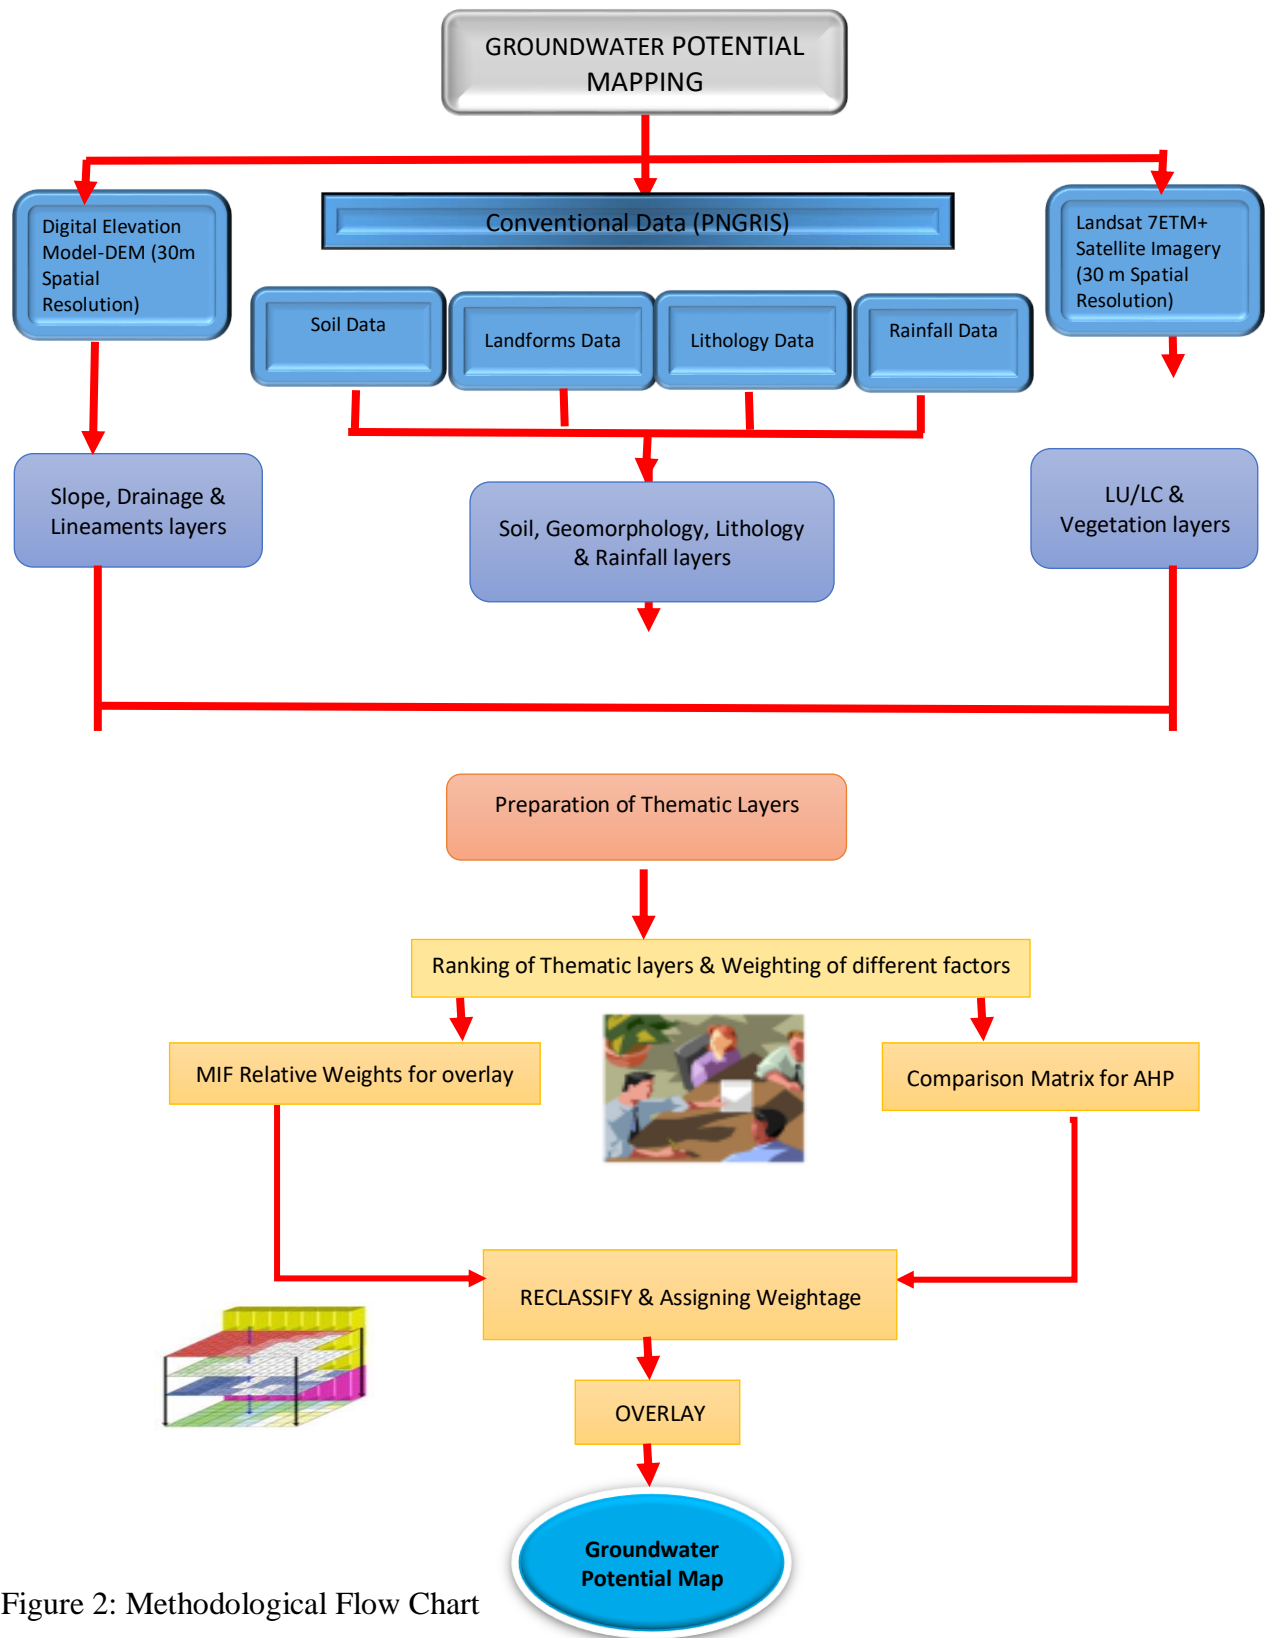 GROUNDWATER POTENTIAL
MAPPING
Digital Elevation
Model-DEM (30m
Spatial
Resolution)
Conventional Data (PNGRIS)
Landsat 7ETM+
Satellite Imagery
(30 m Spatial
Resolution)
Soil Data
Landforms Data
Lithology Data
Rainfall Data
Slope, Drainage &
Lineaments layers
Soil, Geomorphology, Lithology
& Rainfall layers
LU/LC &
Vegetation layers
Preparation of Thematic Layers
Ranking of Thematic layers & Weighting of different factors
MIF Relative Weights for overlay
Comparison Matrix for AHP
RECLASSIFY & Assigning Weightage
OVERLAY
Groundwater
Potential Map
Figure 2: Methodological Flow Chart